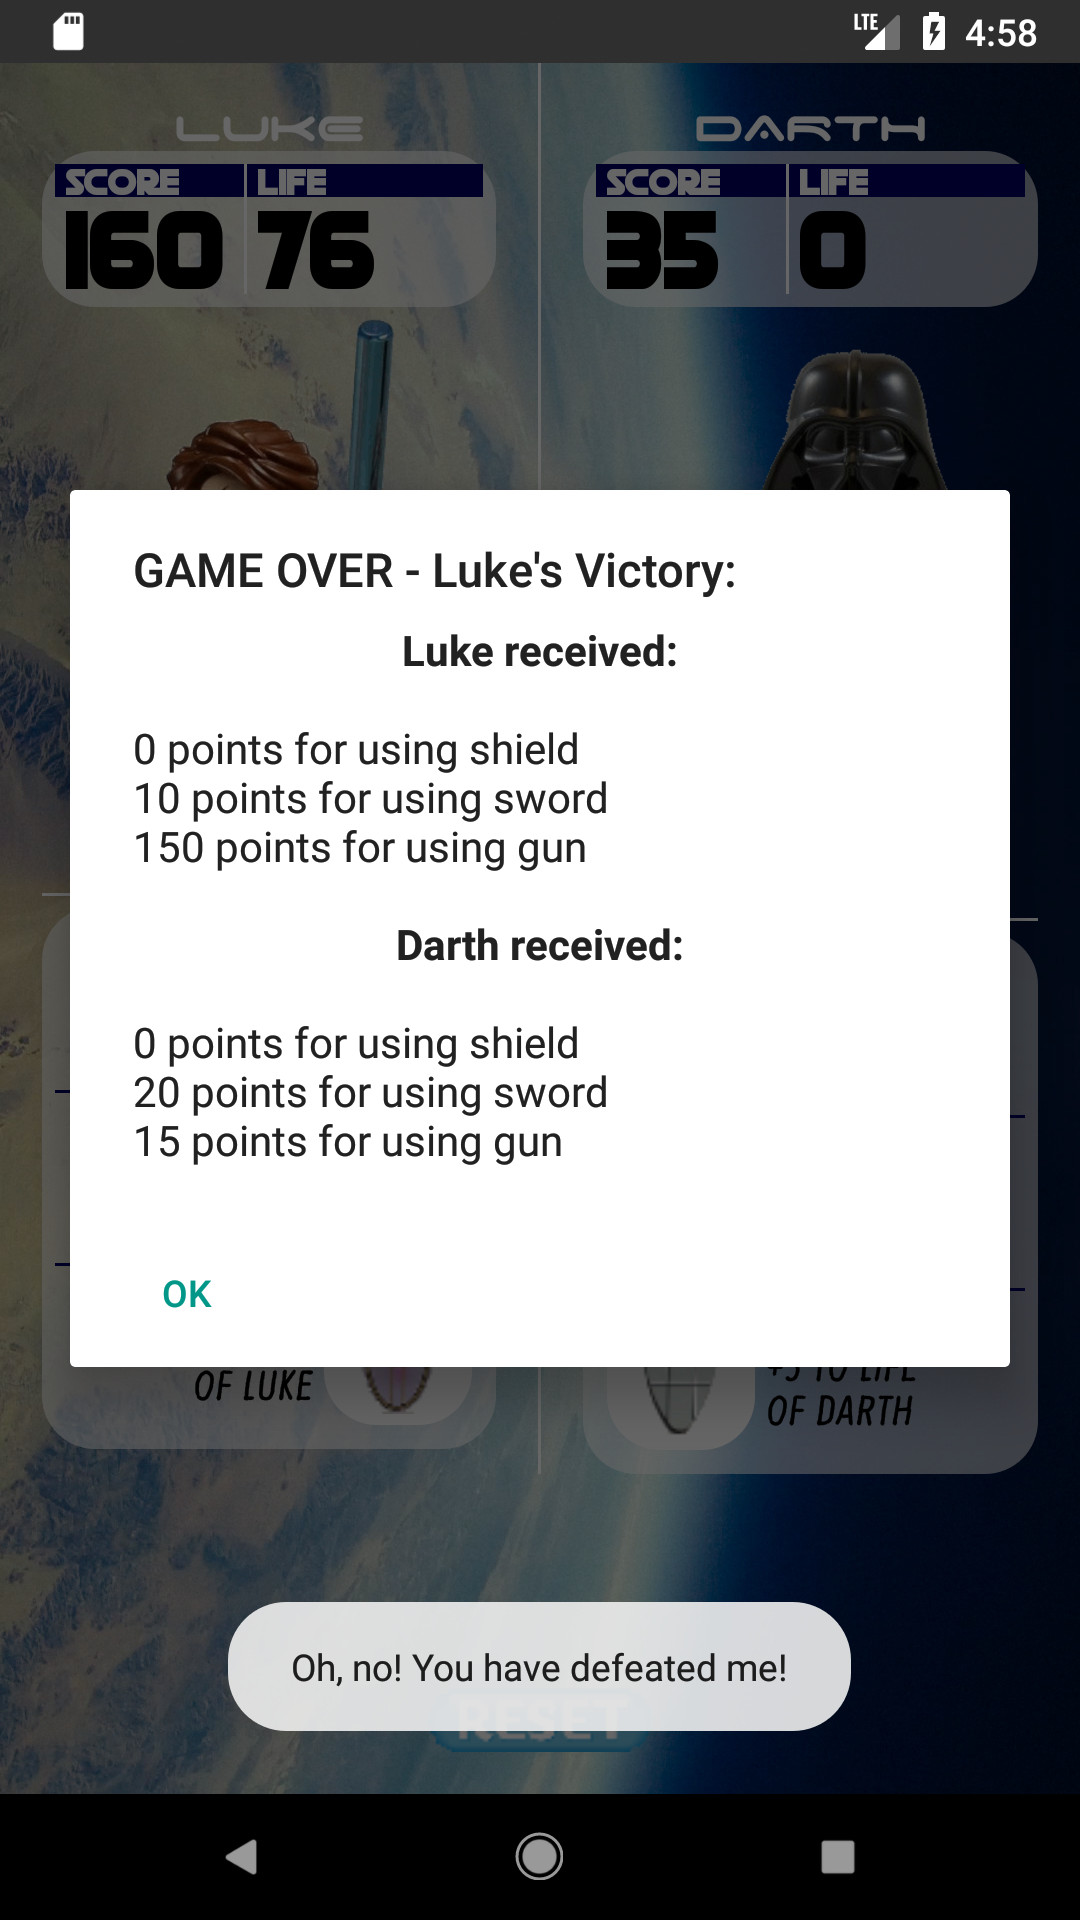 LTE 4:58
LUKE DARTH
SCORE LIFE SCORE LIFE
160 76 35 0
GAME OVER - Luke's Victory:
Luke received:
0 points for using shield
10 points for using sword
150 points for using gun
Darth received:
0 points for using shield
20 points for using sword
15 points for using gun
OK
+5 TO LIFE
OF LUKE OF DARTH
Oh, no! You have defeated me!
RESET